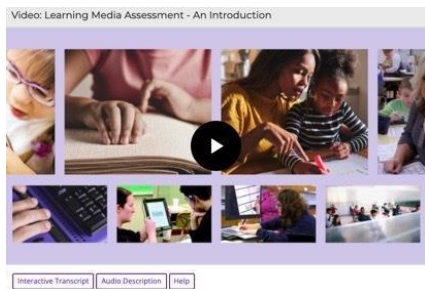 Video: Learning Media Assessment - An Introduction
Interactive Transcript Audio Description Help